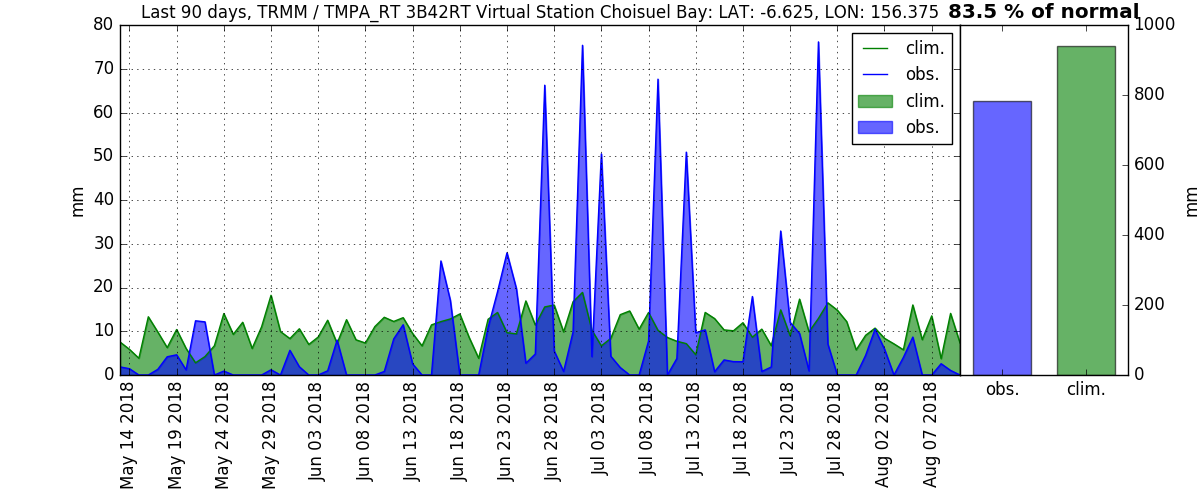 Last 90 days, TRMM / TMPA_RT 3B42RT Virtual Station Choisuel Bay: LAT: -6.625, LON: 156.375 83.5 % of normal
80
70
60
50
40
30
20
10
0
mm
clim.
obs.
clim.
obs.
1000
800
600
400
200
0
mm
obs.
clim.
May 14 2018
May 19 2018
May 24 2018
May 29 2018
Jun 03 2018
Jun 08 2018
Jun 13 2018
Jun 18 2018
Jun 23 2018
Jun 28 2018
Jul 03 2018
Jul 08 2018
Jul 13 2018
Jul 18 2018
Jul 23 2018
Jul 28 2018
Aug 02 2018
Aug 07 2018